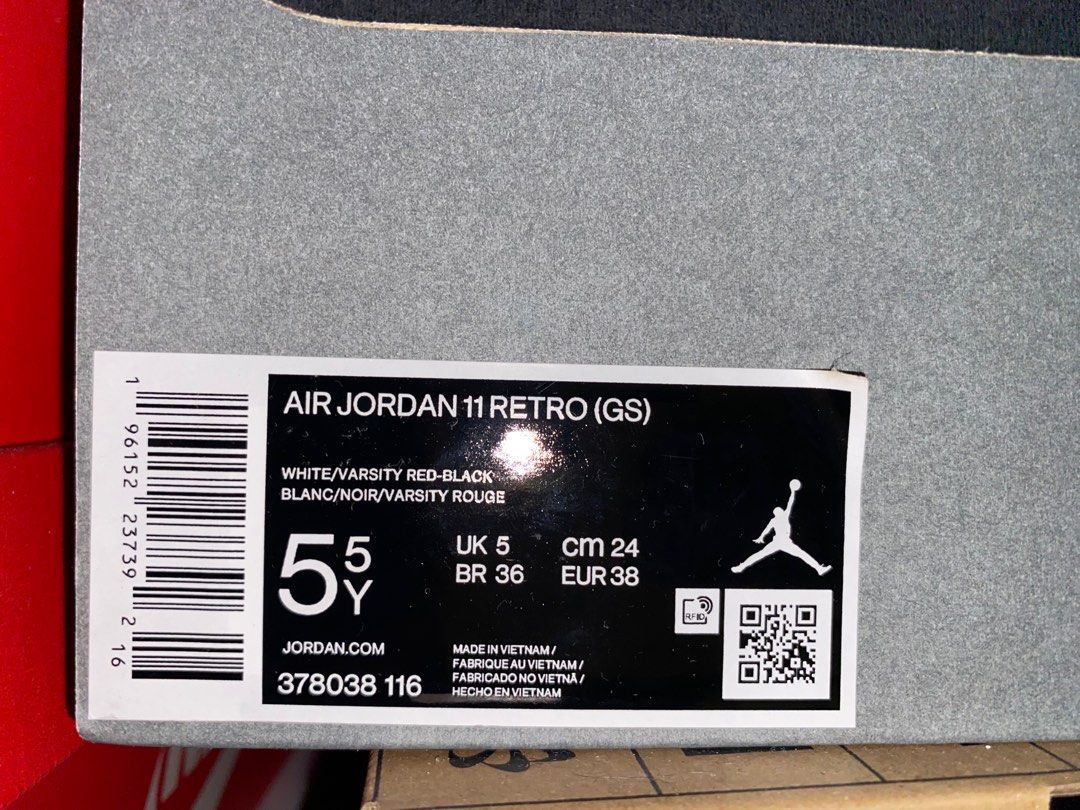 AIR JORDAN 11 RETRO (GS)
WHITE/VARSITY RED-BLACK
BLANC/NOIR/VARSITY ROUGE
5 5 Y
UK 5 cm 24
BR 36 EUR 38
RFID
JORDAN.COM
378038 116
MADE IN VIETNAM /
FABRIQUE AU VIETNAM /
FABRICADO NO VIETNÃ /
HECHO EN VIETNAM
1 96152 23739 2 16